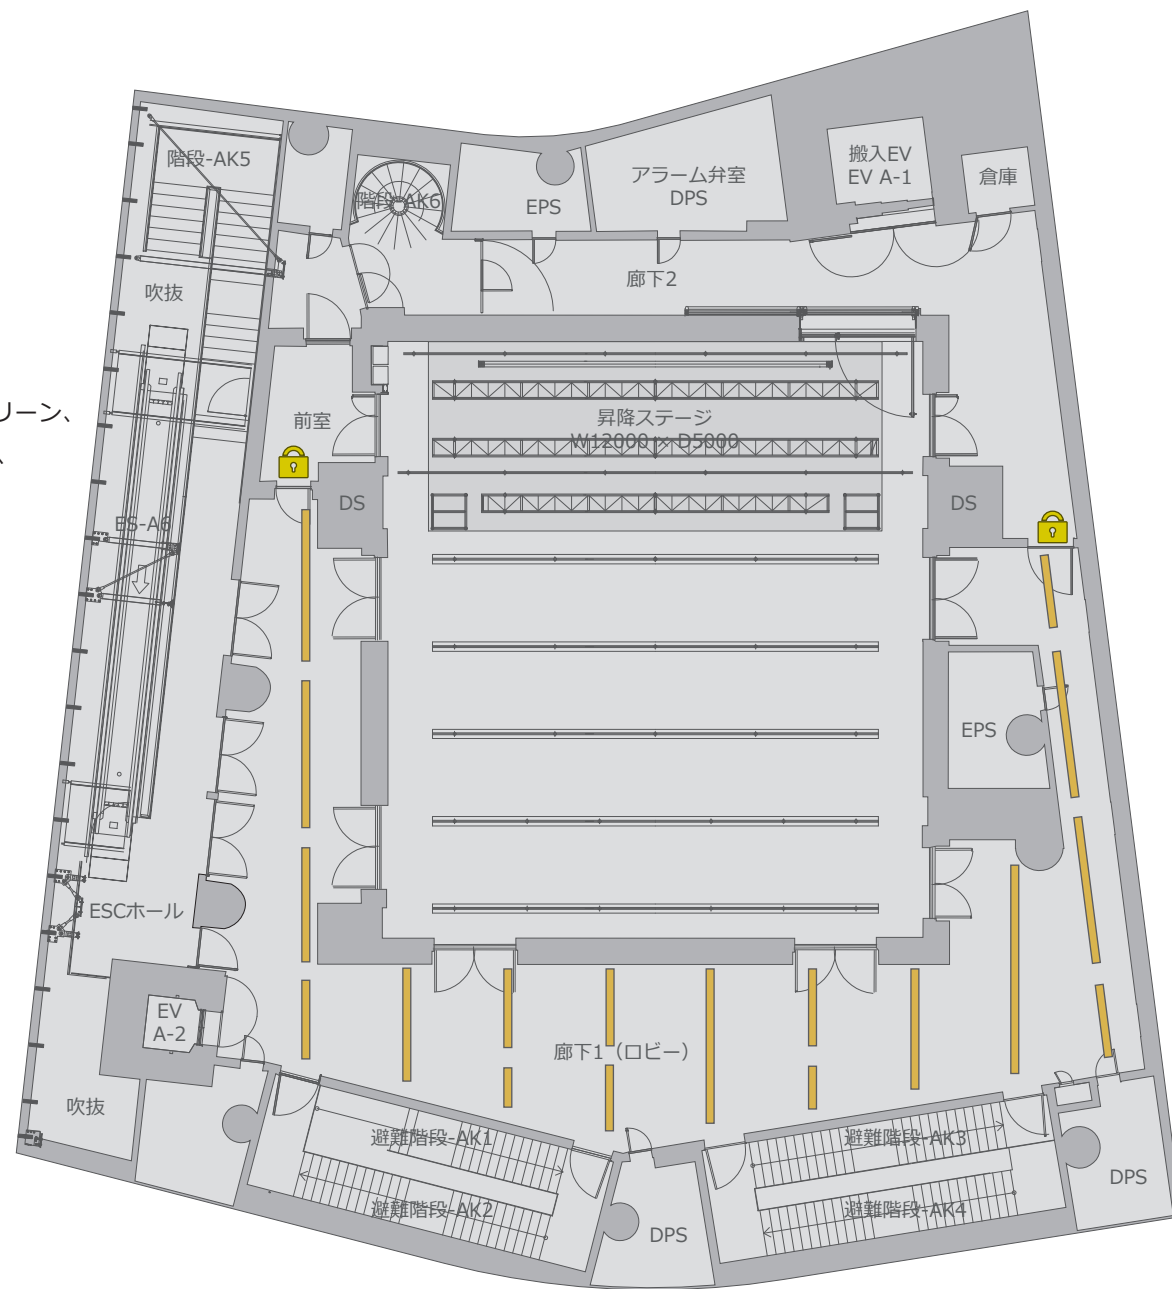 階段-AK5
階段-AK6
EPS
アラーム弁室
DPS
搬入EV
EV A-1
倉庫
廊下2
吹抜
リーン、
、
前室
昇降ステージ
W12000 × D5000
DS
DS
ES-A6
EPS
ESCホール
EV
A-2
廊下1（ロビー）
吹抜
避難階段-AK1
避難階段-AK3
避難階段-AK2
避難階段-AK4
DPS
DPS